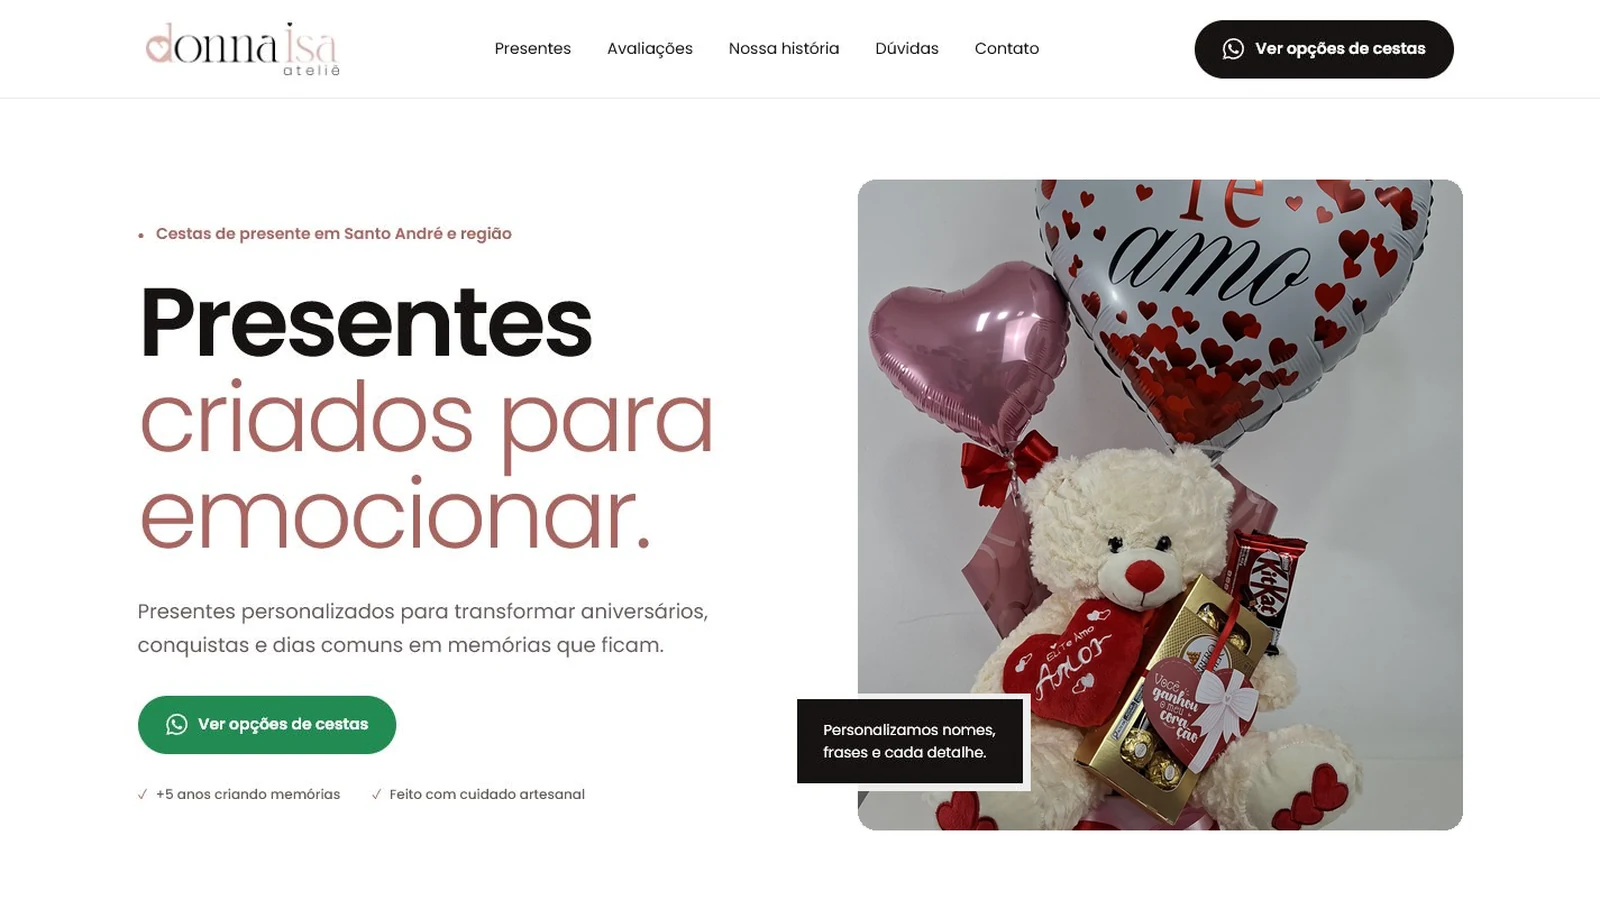 donna isa
ateliê
Presentes
Avaliações
Nossa história
Dúvidas
Contato
Ver opções de cestas
Cestas de presente em Santo André e região
Presentes
criados para
emocionar.
Presentes personalizados para transformar aniversários,
conquistas e dias comuns em memórias que ficam.
Ver opções de cestas
+5 anos criando memórias
Feito com cuidado artesanal
Te
amo
KitKat
Amor
Você
ganhou
o meu
cora
ção
Personalizamos nomes,
frases e cada detalhe.